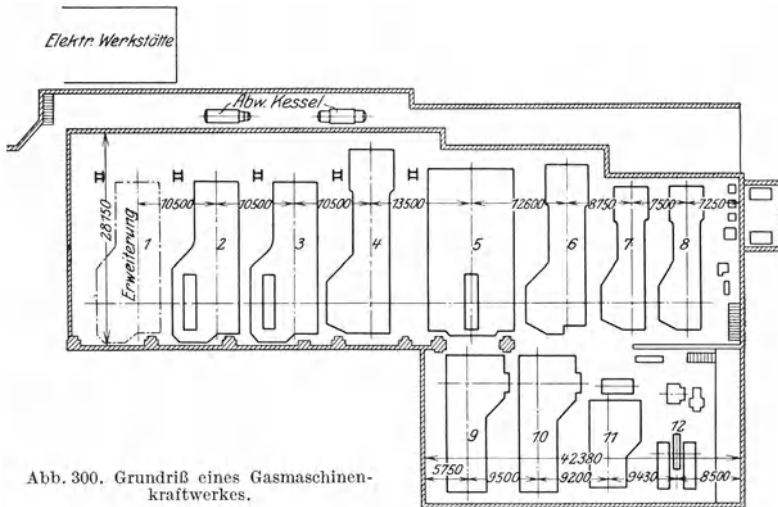 Elektr. Werkstätte
Abw. Kessel
10500 10500 10500 13500 12600 8750 7500 7250
28750
Erweiterung
1 2 3 4 5 6 7 8
9 10 11 12
42380
5750 9500 9200 9430 8500
Abb. 300. Grundriß eines Gasmaschinen-
kraftwerkes.